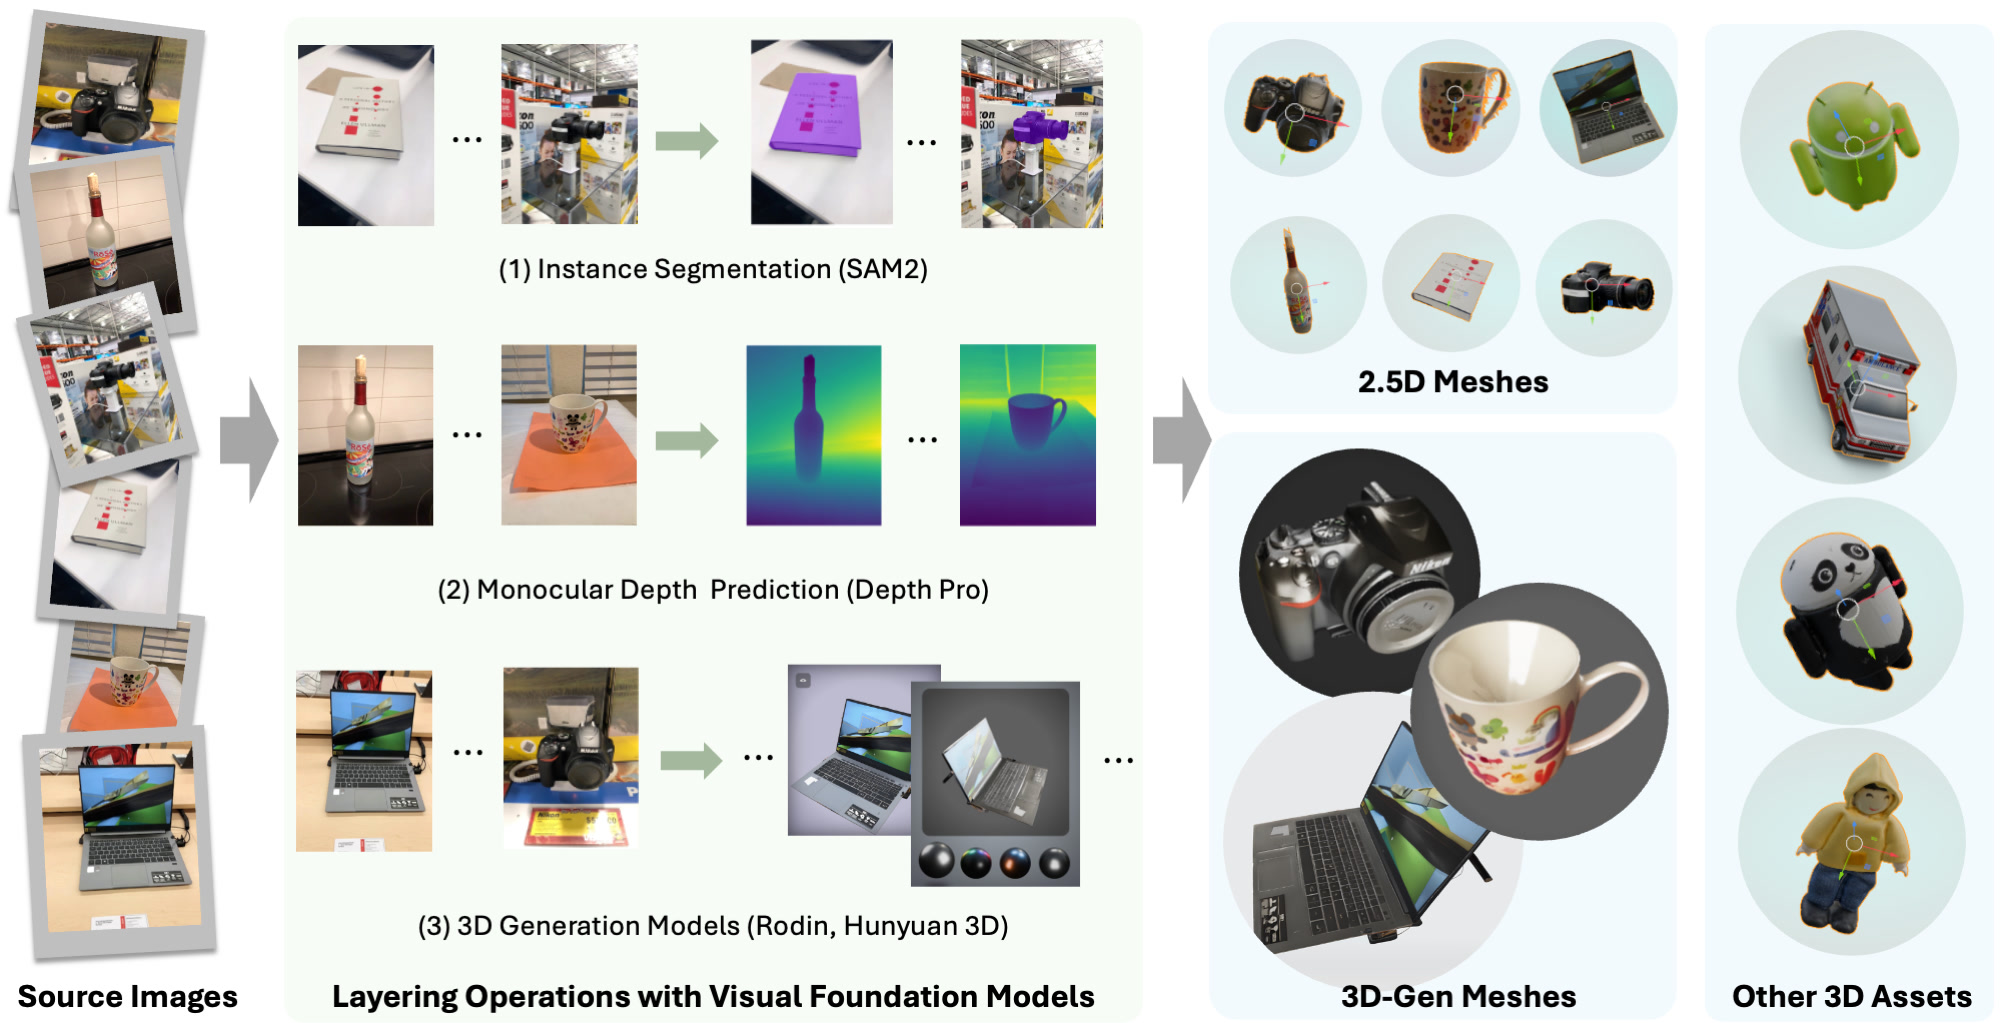 (1) Instance Segmentation (SAM2)
(2) Monocular Depth Prediction (Depth Pro)
(3) 3D Generation Models (Rodin, Hunyuan 3D)
Source Images
Layering Operations with Visual Foundation Models
2.5D Meshes
Nikon
3D-Gen Meshes
Other 3D Assets